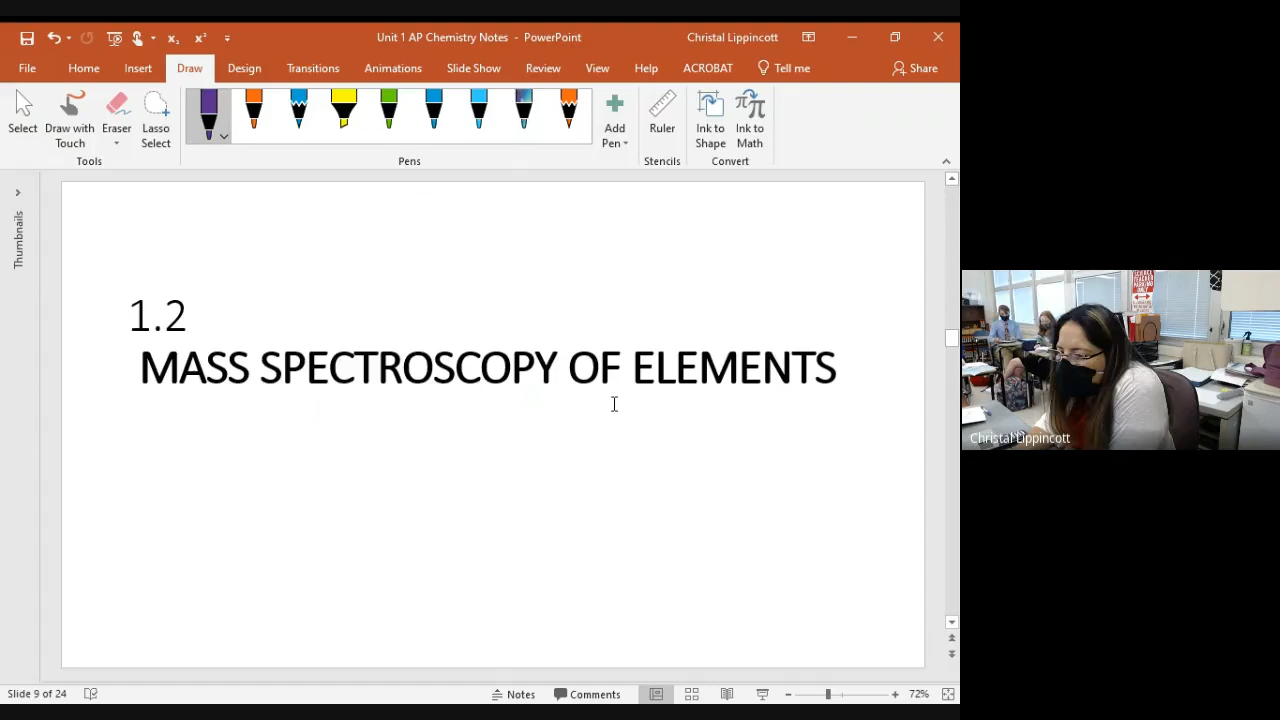 Unit 1 AP Chemistry Notes - PowerPoint
Christal Lippincott
File Home Insert Draw Design Transitions Animations Slide Show Review View Help ACROBAT Tell me Share
Select
Draw with Touch
Eraser
Lasso Select
Add Pen
Ruler
Ink to Shape
Ink to Math
Tools
Pens
Stencils
Convert
Thumbnails
1.2
MASS SPECTROSCOPY OF ELEMENTS
Christal Lippincott
Slide 9 of 24
Notes
Comments
72%